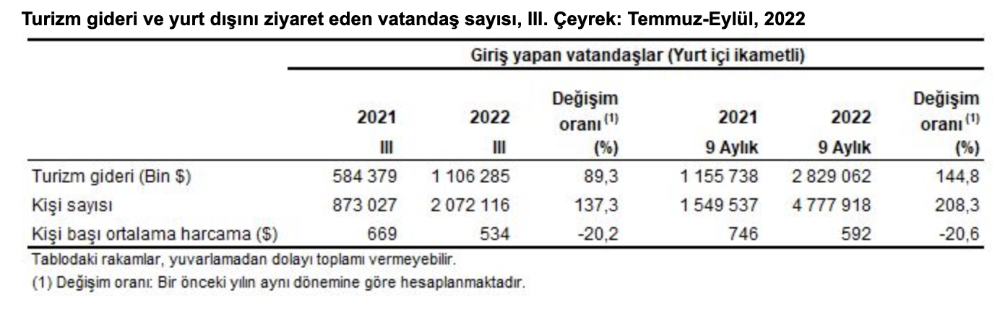 Turizm gideri ve yurt dışını ziyaret eden vatandaş sayısı, III. Çeyrek: Temmuz-Eylül, 2022
Giriş yapan vatandaşlar (Yurt içi ikametli)
Değişim Değişim
2021 2022 oranı (1) 2021 2022 oranı (1)
III III (%) 9 Aylık 9 Aylık (%)
Turizm gideri (Bin $) 584 379 1 106 285 89,3 1 155 738 2 829 062 144,8
Kişi sayısı 873 027 2 072 116 137,3 1 549 537 4 777 918 208,3
Kişi başı ortalama harcama ($) 669 534 -20,2 746 592 -20,6
Tablodaki rakamlar, yuvarlamadan dolayı toplamı vermeyebilir.
(1) Değişim oranı: Bir önceki yılın aynı dönemine göre hesaplanmaktadır.